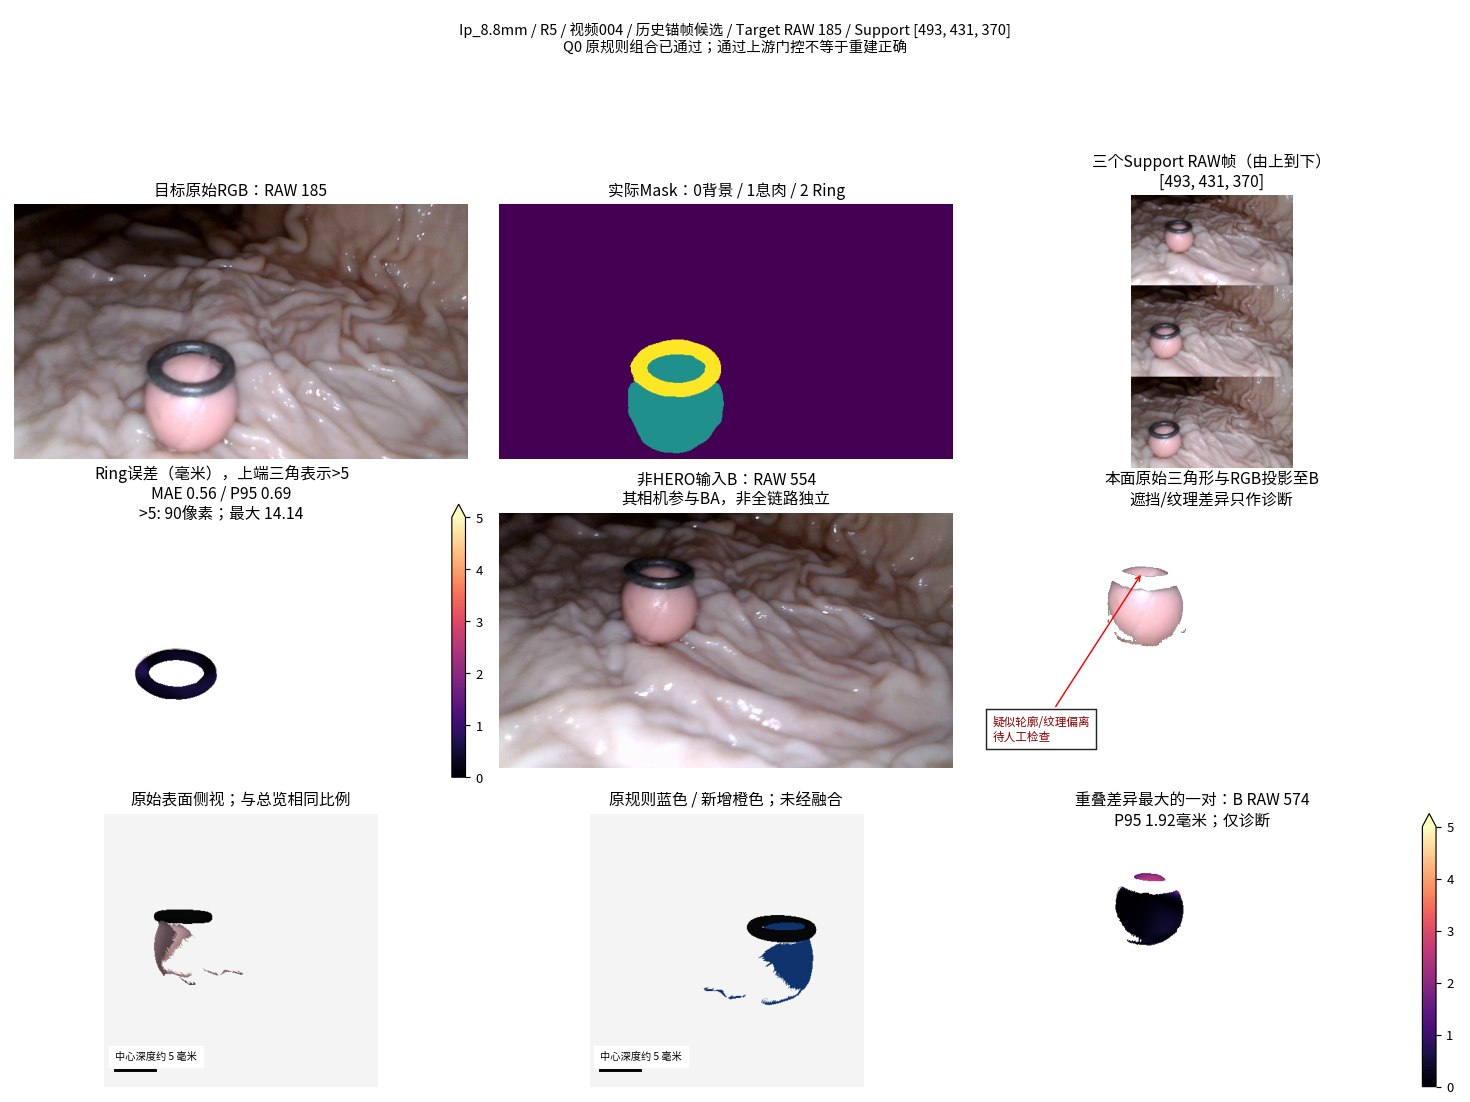 Ip_8.8mm / R5 / 视频004 / 历史锚帧候选 / Target RAW 185 / Support [493, 431, 370]
Q0 原规则组合已通过；通过上游门控不等于重建正确
目标原始RGB：RAW 185
实际Mask：0背景 / 1息肉 / 2 Ring
三个Support RAW帧（由上到下）
[493, 431, 370]
Ring误差（毫米），上端三角表示>5
MAE 0.56 / P95 0.69
>5: 90像素；最大 14.14
5
4
3
2
1
0
非HERO输入B：RAW 554
其相机参与BA，非全链路独立
本面原始三角形与RGB投影至B
遮挡/纹理差异只作诊断
疑似轮廓/纹理偏离
待人工检查
原始表面侧视；与总览相同比例
中心深度约 5 毫米
原规则蓝色 / 新增橙色；未经融合
中心深度约 5 毫米
重叠差异最大的一对：B RAW 574
P95 1.92毫米；仅诊断
5
4
3
2
1
0